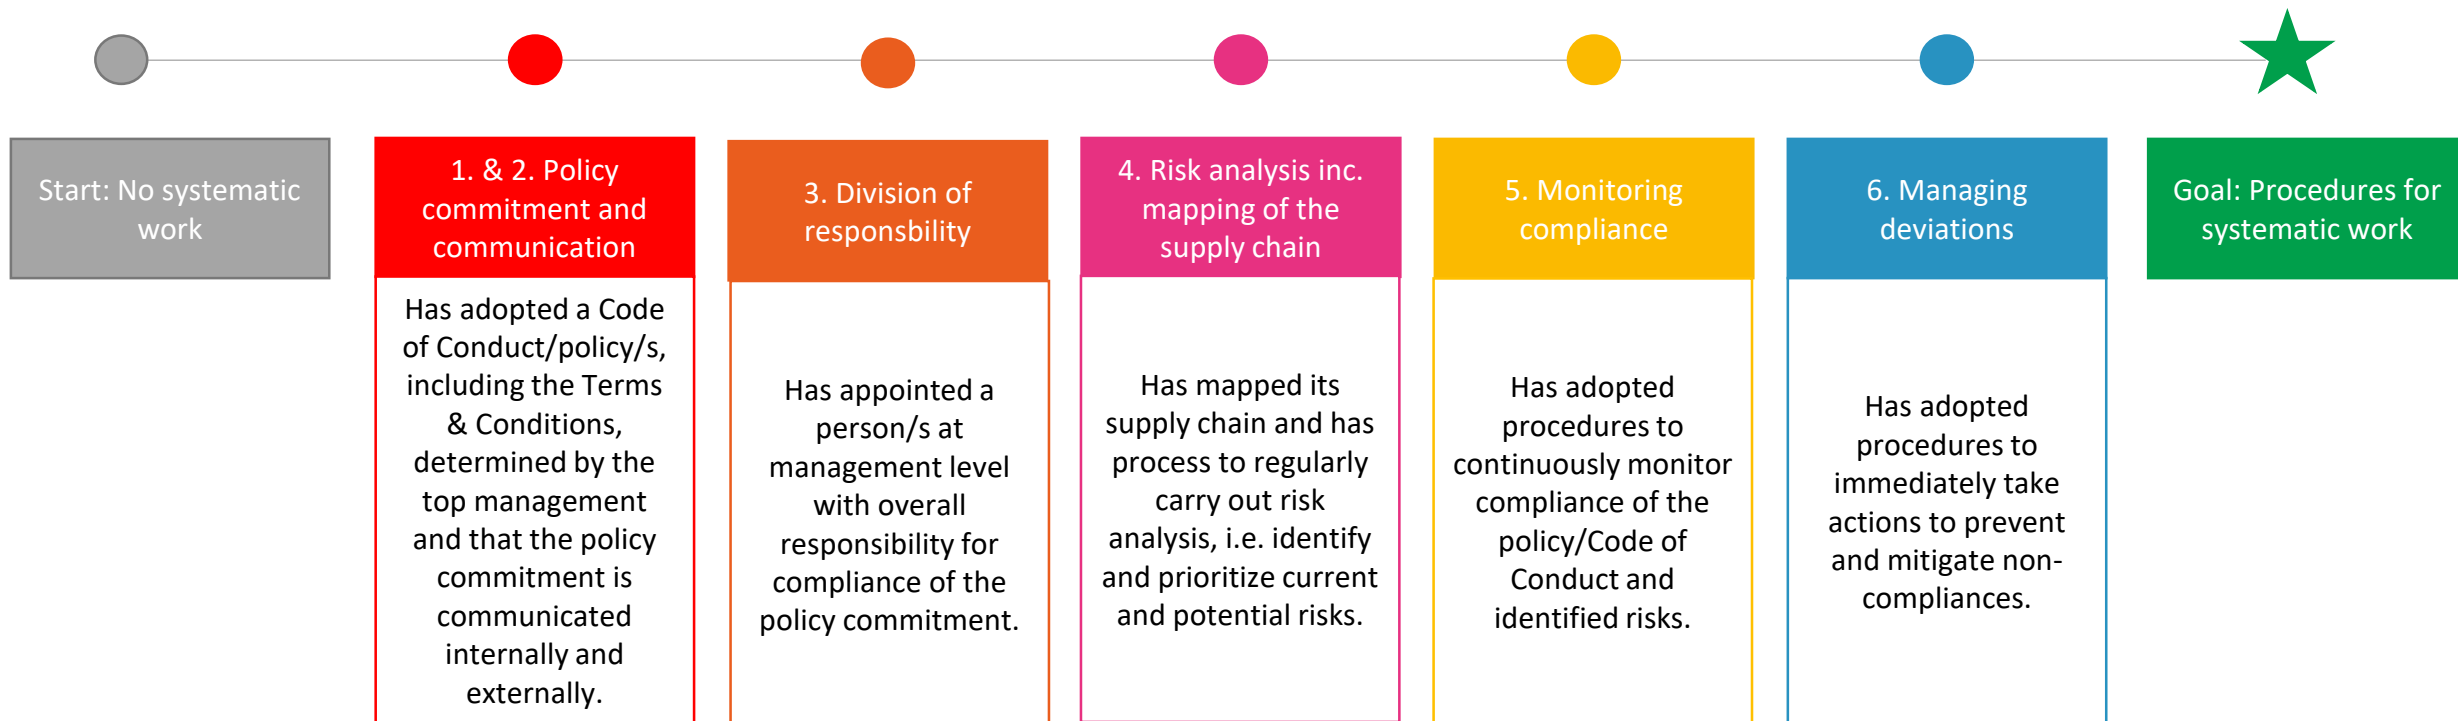 Start: No systematic
work
1. & 2. Policy
commitment and
communication
Has adopted a Code
of Conduct/policy/s,
including the Terms
& Conditions,
determined by the
top management
and that the policy
commitment is
communicated
internally and
externally.
3. Division of
responsbility
Has appointed a
person/s at
management level
with overall
responsibility for
compliance of the
policy commitment.
4. Risk analysis inc.
mapping of the
supply chain
Has mapped its
supply chain and has
process to regularly
carry out risk
analysis, i.e. identify
and prioritize current
and potential risks.
5. Monitoring
compliance
Has adopted
procedures to
continuously monitor
compliance of the
policy/Code of
Conduct and
identified risks.
6. Managing
deviations
Has adopted
procedures to
immediately take
actions to prevent
and mitigate non-
compliances.
Goal: Procedures for
systematic work